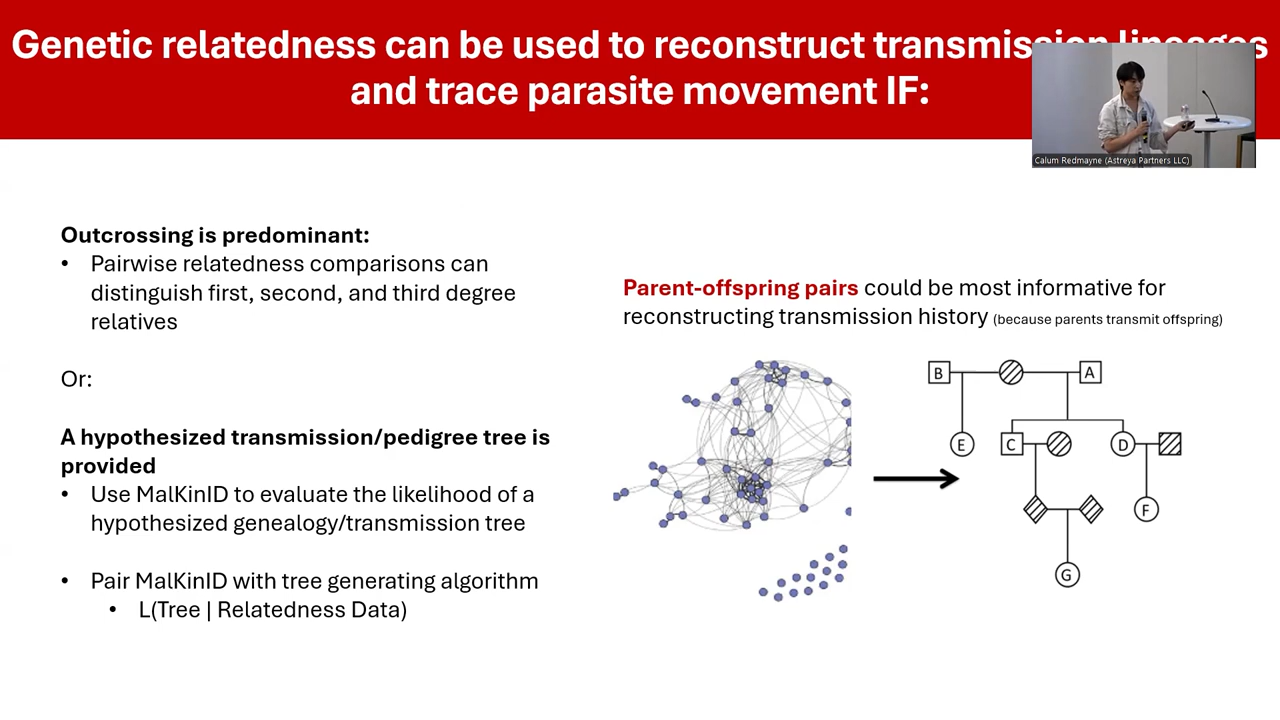 Genetic relatedness can be used to reconstruct transmission lineages
and trace parasite movement IF:
Calum Redmayne (Astreya Partners LLC)
Outcrossing is predominant:
• Pairwise relatedness comparisons can
distinguish first, second, and third degree
relatives
Or:
A hypothesized transmission/pedigree tree is
provided
• Use MalKinID to evaluate the likelihood of a
hypothesized genealogy/transmission tree
• Pair MalKinID with tree generating algorithm
• L(Tree | Relatedness Data)
Parent-offspring pairs could be most informative for
reconstructing transmission history (because parents transmit offspring)
B A
E C D
F
G